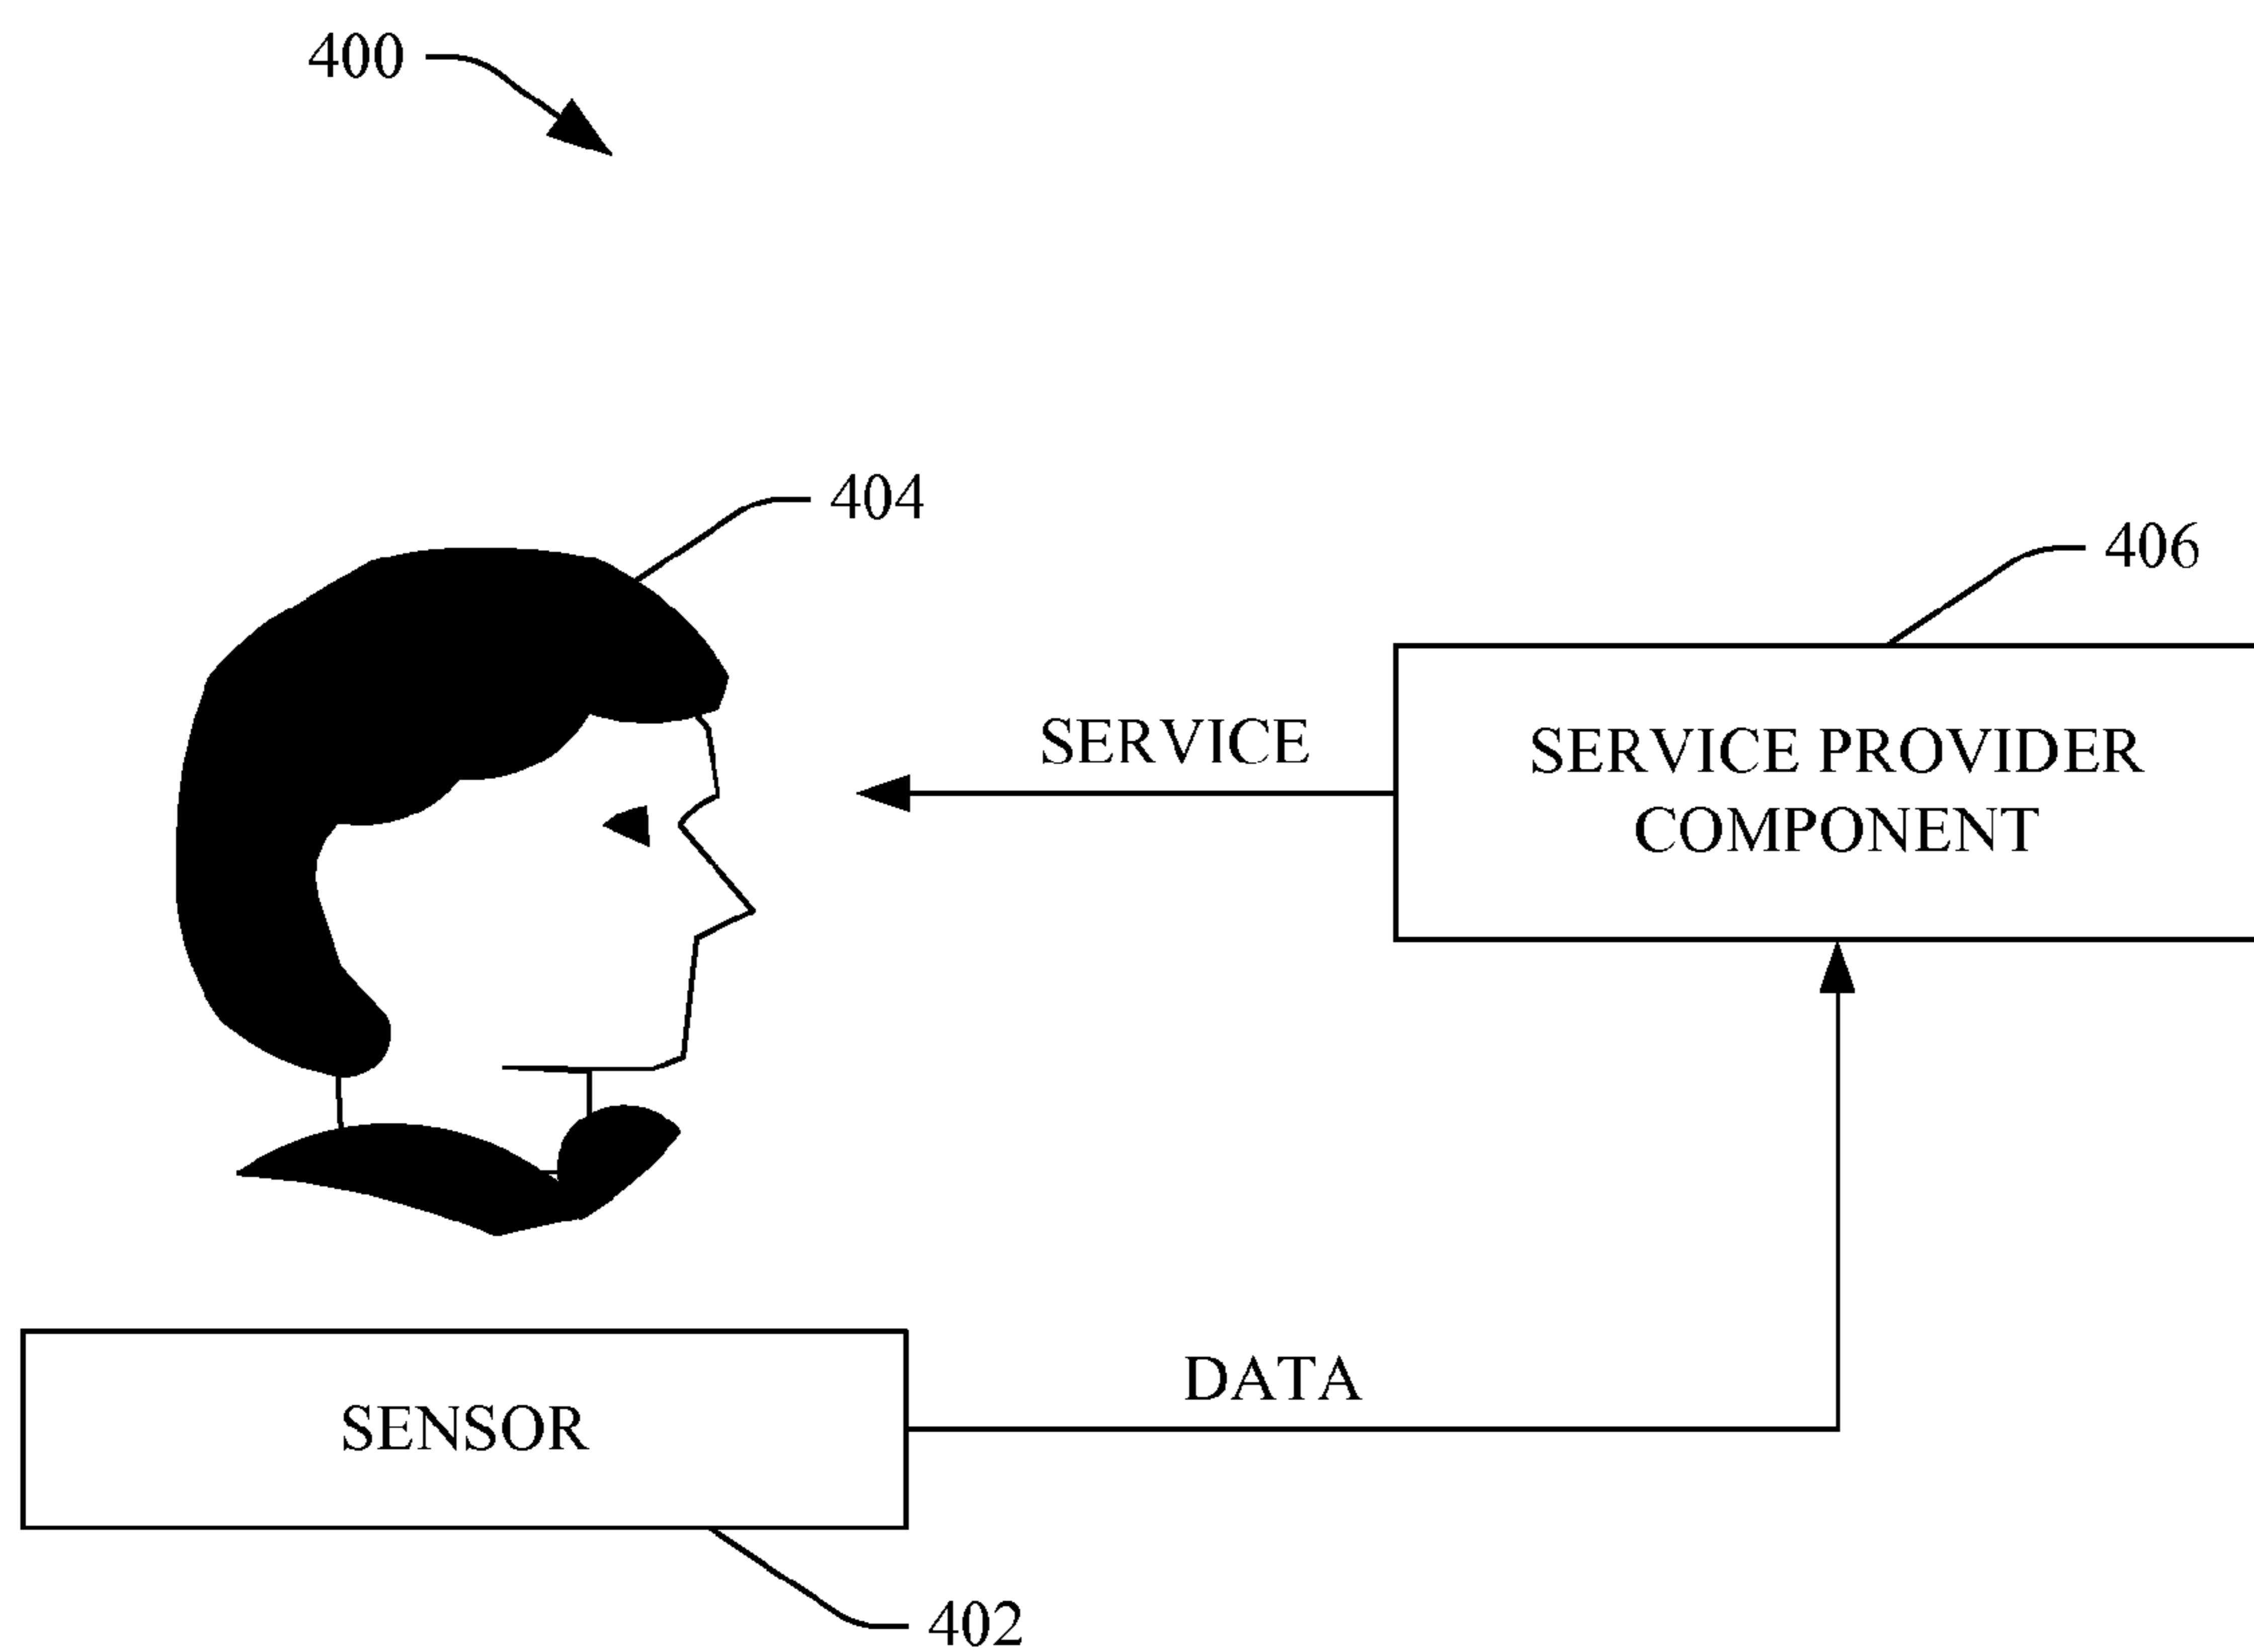 400
404
406
SERVICE
SERVICE PROVIDER
COMPONENT
DATA
SENSOR
402